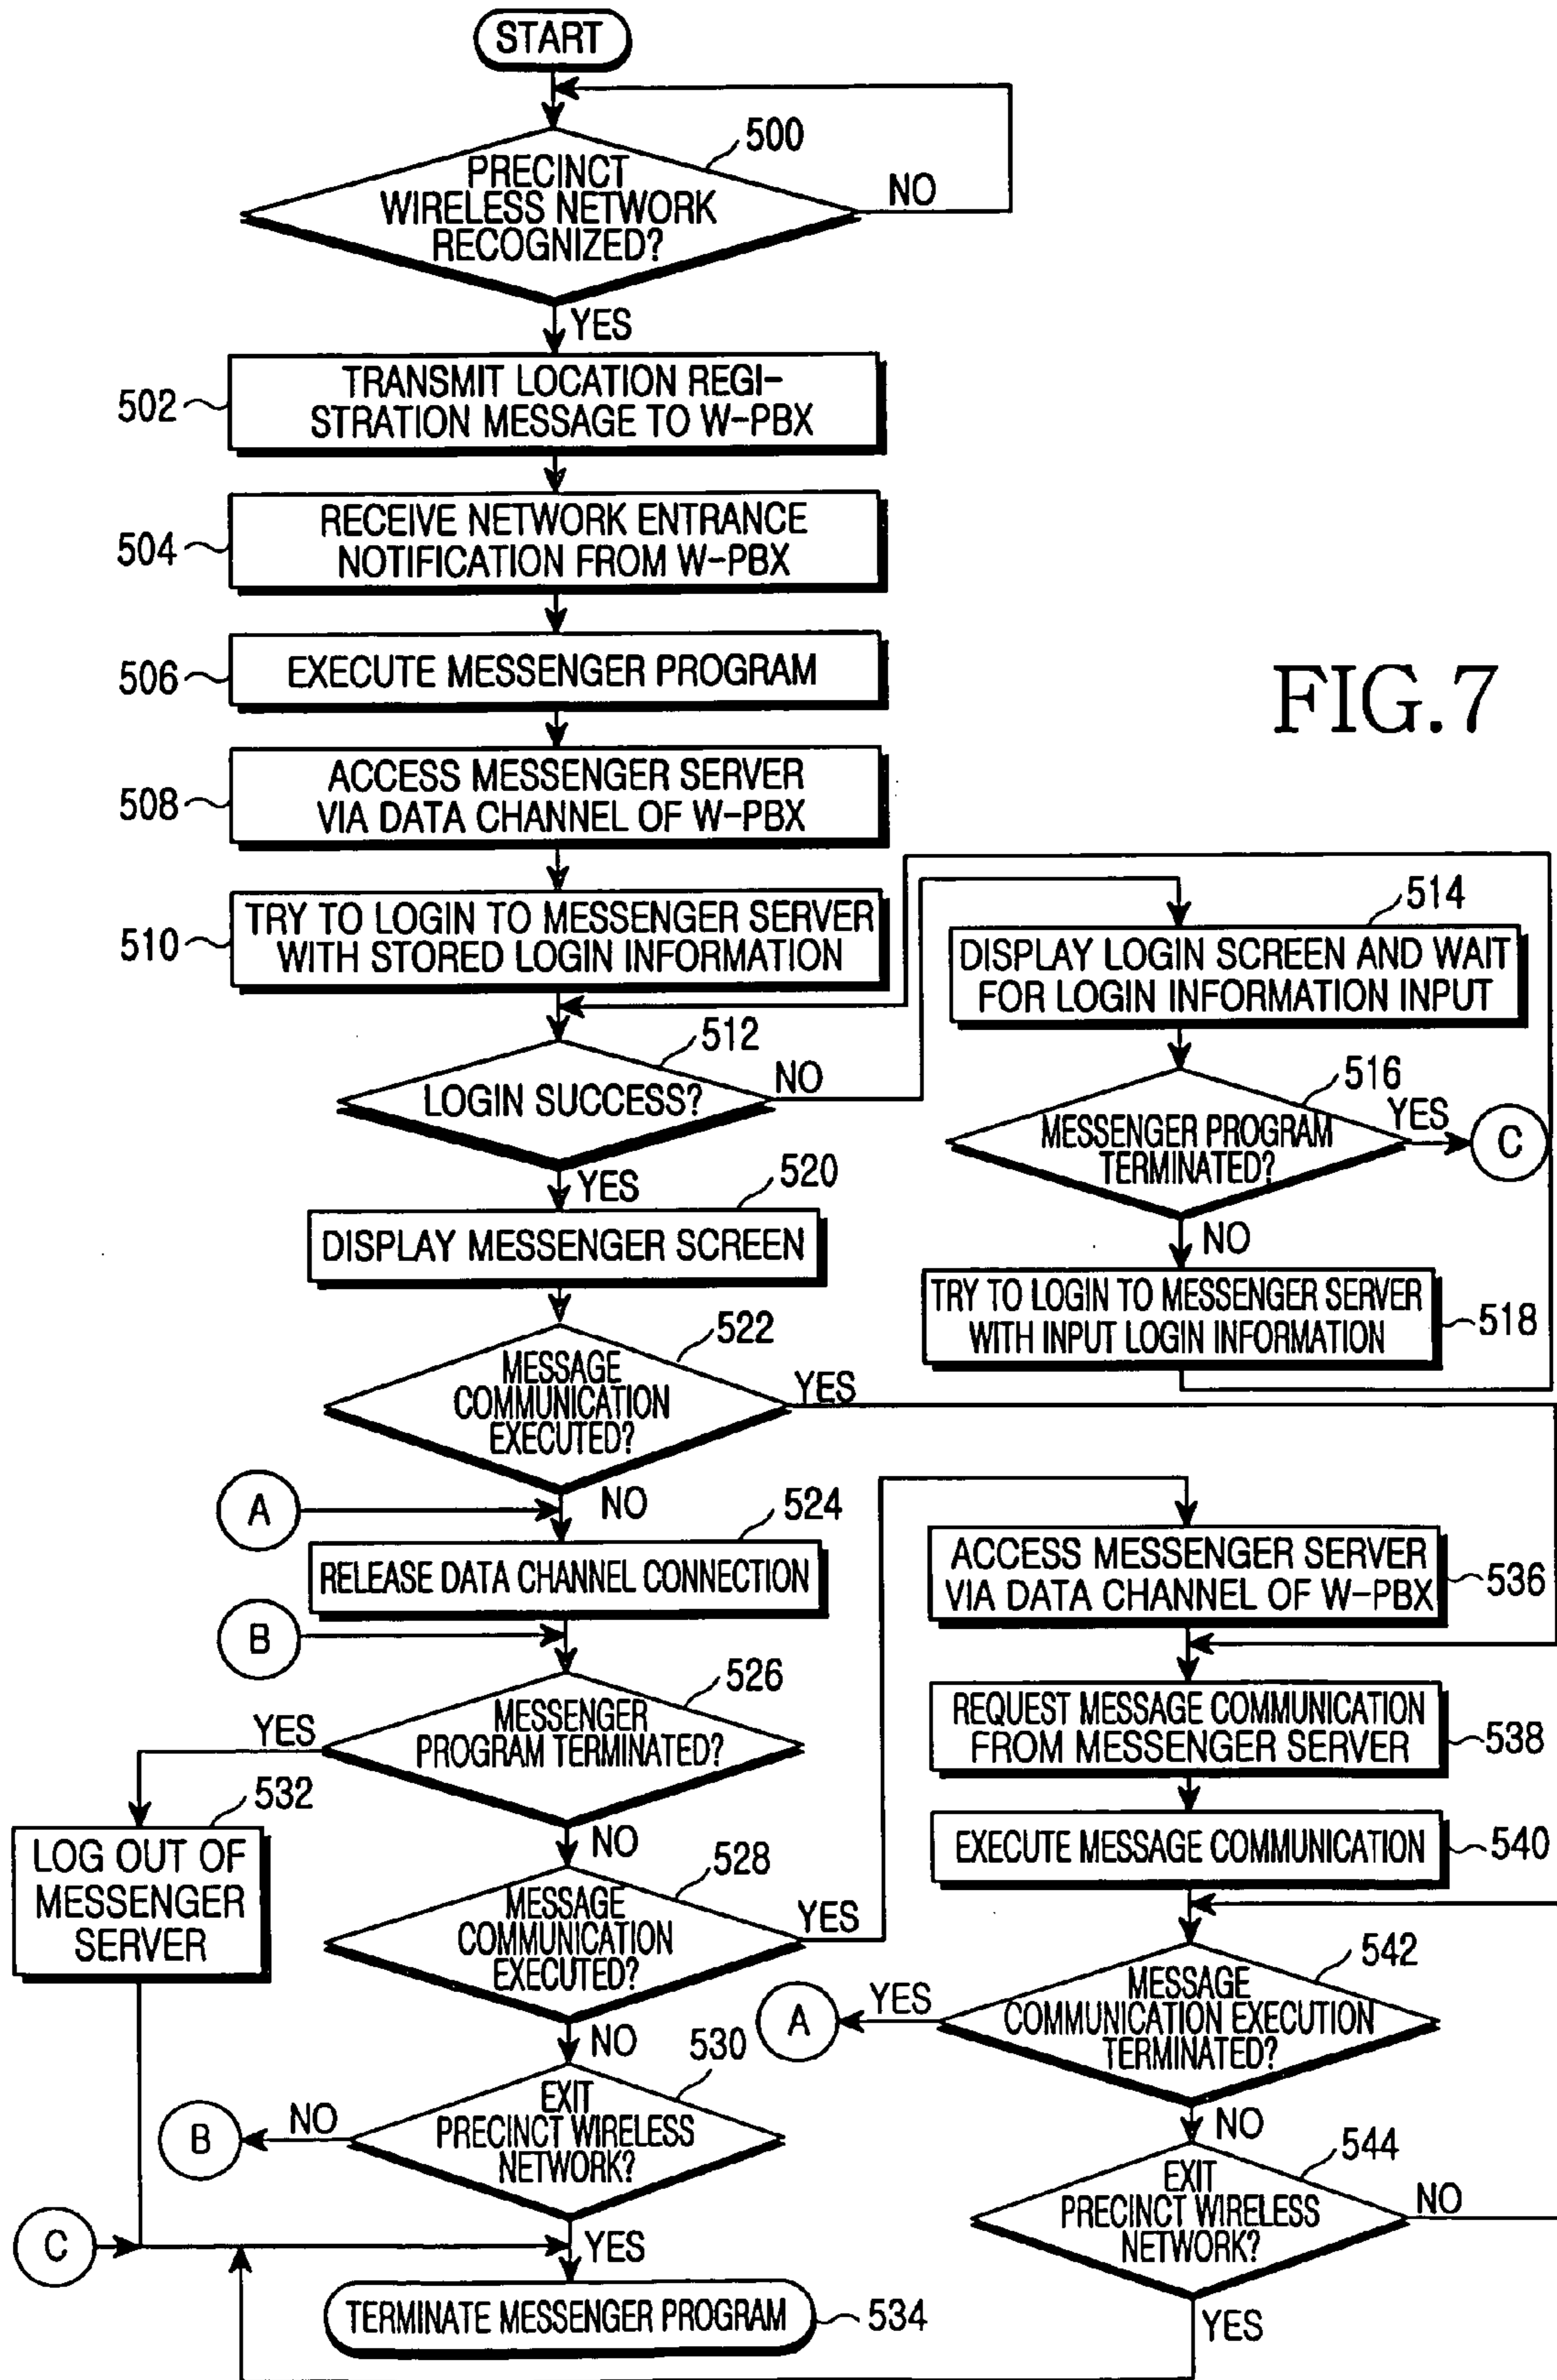 START
500
PRECINCT
WIRELESS NETWORK
RECOGNIZED?
NO
YES
502
TRANSMIT LOCATION REGI-
STRATION MESSAGE TO W-PBX
504
RECEIVE NETWORK ENTRANCE
NOTIFICATION FROM W-PBX
506
EXECUTE MESSENGER PROGRAM
FIG.7
508
ACCESS MESSENGER SERVER
VIA DATA CHANNEL OF W-PBX
510
TRY TO LOGIN TO MESSENGER SERVER
WITH STORED LOGIN INFORMATION
514
DISPLAY LOGIN SCREEN AND WAIT
FOR LOGIN INFORMATION INPUT
512
LOGIN SUCCESS?
NO
YES
516
MESSENGER PROGRAM
TERMINATED?
YES
C
NO
520
DISPLAY MESSENGER SCREEN
TRY TO LOGIN TO MESSENGER SERVER
WITH INPUT LOGIN INFORMATION
518
522
MESSAGE
COMMUNICATION
EXECUTED?
YES
NO
A
524
RELEASE DATA CHANNEL CONNECTION
B
526
MESSENGER
PROGRAM TERMINATED?
YES
NO
532
LOG OUT OF
MESSENGER
SERVER
528
MESSAGE
COMMUNICATION
EXECUTED?
YES
NO
530
EXIT
PRECINCT WIRELESS
NETWORK?
NO
B
YES
C
TERMINATE MESSENGER PROGRAM
534
ACCESS MESSENGER SERVER
VIA DATA CHANNEL OF W-PBX
536
REQUEST MESSAGE COMMUNICATION
FROM MESSENGER SERVER
538
EXECUTE MESSAGE COMMUNICATION
540
542
MESSAGE
COMMUNICATION EXECUTION
TERMINATED?
YES
A
NO
544
EXIT
PRECINCT WIRELESS
NETWORK?
NO
YES